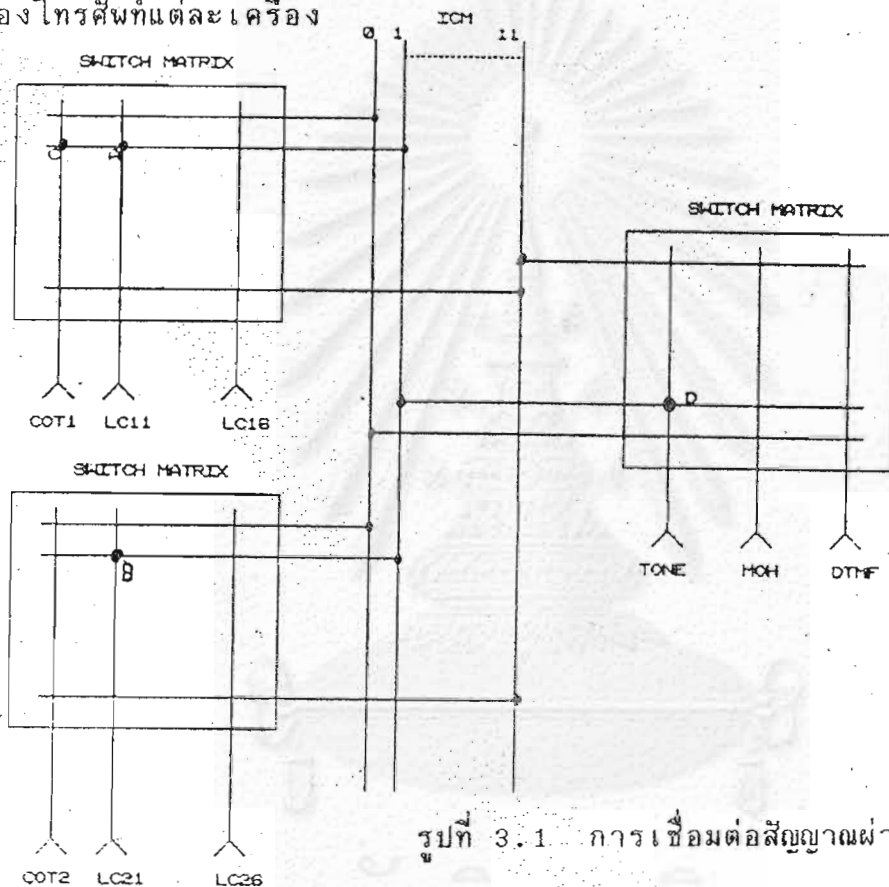 องโทรศัพท์แต่ละเครื่อง
ICM
0 1 11
SWITCH MATRIX
C A
COT1 LC11 LC16
SWITCH MATRIX
D
TONE MOH DTMF
SWITCH MATRIX
B
COT2 LC21 LC26
รูปที่ 3.1 การเชื่อมต่อสัญญาณผ่า